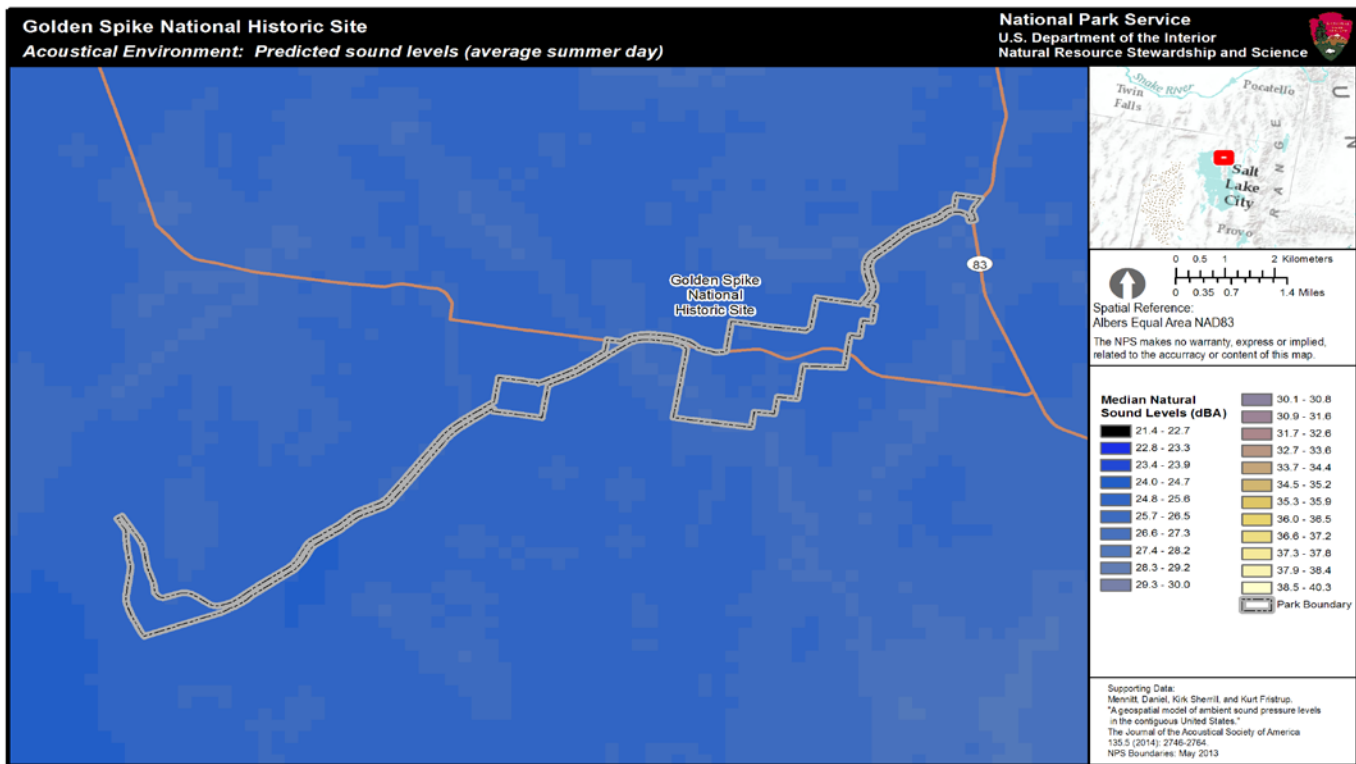 Golden Spike National Historic Site
Acoustical Environment: Predicted sound levels (average summer day)
National Park Service
U.S. Department of the Interior
Natural Resource Stewardship and Science
Golden Spike
National
Historic Site
83
Snake River
Pocatello
Twin
Falls
U
N
RANGE
Salt
Lake
City
Provo
0 0.5 1 2 Kilometers
0 0.35 0.7 1.4 Miles
Spatial Reference:
Albers Equal Area NAD83
The NPS makes no warranty, express or implied,
related to the accurracy or content of this map.
Median Natural
Sound Levels (dBA)
21.4 - 22.7
22.8 - 23.3
23.4 - 23.9
24.0 - 24.7
24.8 - 25.6
25.7 - 26.5
26.6 - 27.3
27.4 - 28.2
28.3 - 29.2
29.3 - 30.0
30.1 - 30.8
30.9 - 31.6
31.7 - 32.6
32.7 - 33.6
33.7 - 34.4
34.5 - 35.2
35.3 - 35.9
36.0 - 36.5
36.6 - 37.2
37.3 - 37.8
37.9 - 38.4
38.5 - 40.3
Park Boundary
Supporting Data:
Mennitt, Daniel, Kirk Sherrill, and Kurt Fristrup.
"A geospatial model of ambient sound pressure levels
in the contiguous United States."
The Journal of the Acoustical Society of America
135.5 (2014): 2746-2764.
NPS Boundaries: May 2013